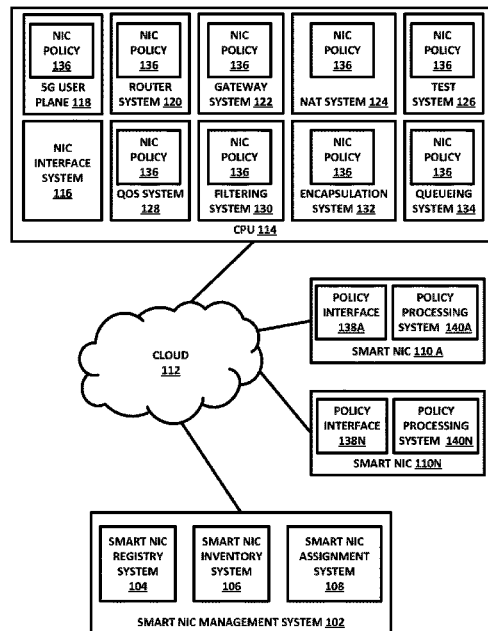 NIC POLICY 136
5G USER PLANE 118
NIC POLICY 136
ROUTER SYSTEM 120
NIC POLICY 136
GATEWAY SYSTEM 122
NIC POLICY 136
NAT SYSTEM 124
NIC POLICY 136
TEST SYSTEM 126
NIC INTERFACE SYSTEM 116
NIC POLICY 136
QOS SYSTEM 128
NIC POLICY 136
FILTERING SYSTEM 130
NIC POLICY 136
ENCAPSULATION SYSTEM 132
NIC POLICY 136
QUEUEING SYSTEM 134
CPU 114
CLOUD 112
POLICY INTERFACE 138A
POLICY PROCESSING SYSTEM 140A
SMART NIC 110 A
POLICY INTERFACE 138N
POLICY PROCESSING SYSTEM 140N
SMART NIC 110N
SMART NIC REGISTRY SYSTEM 104
SMART NIC INVENTORY SYSTEM 106
SMART NIC ASSIGNMENT SYSTEM 108
SMART NIC MANAGEMENT SYSTEM 102